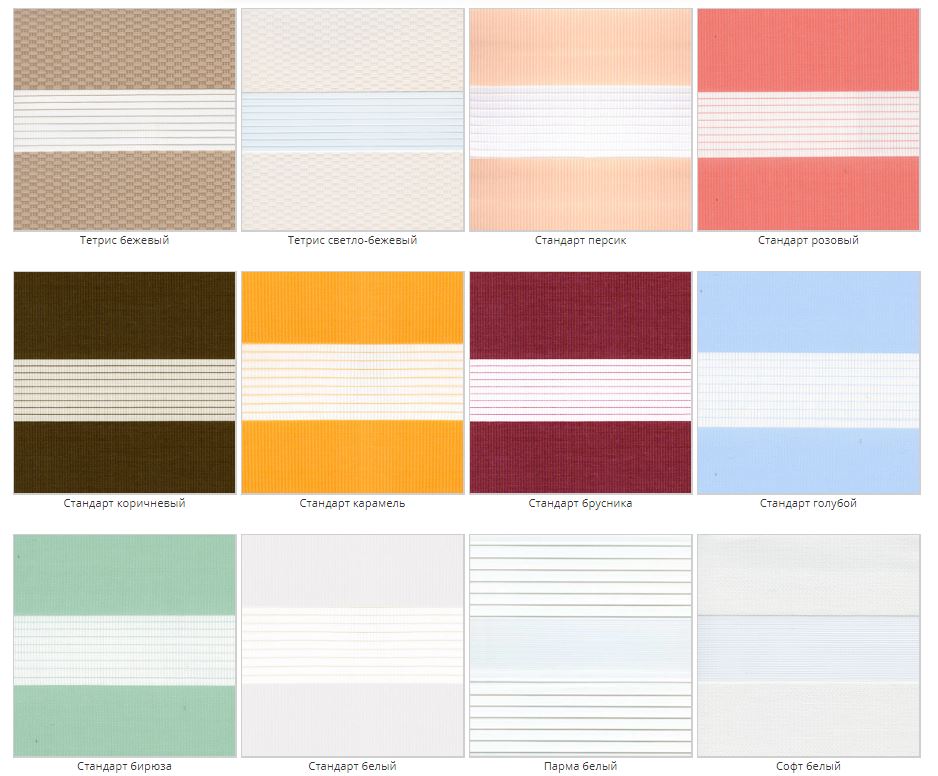 Тетрис бежевый
Тетрис светло-бежевый
Стандарт персик
Стандарт розовый
Стандарт коричневый
Стандарт карамель
Стандарт брусника
Стандарт голубой
Стандарт бирюза
Стандарт белый
Парма белый
Софт белый